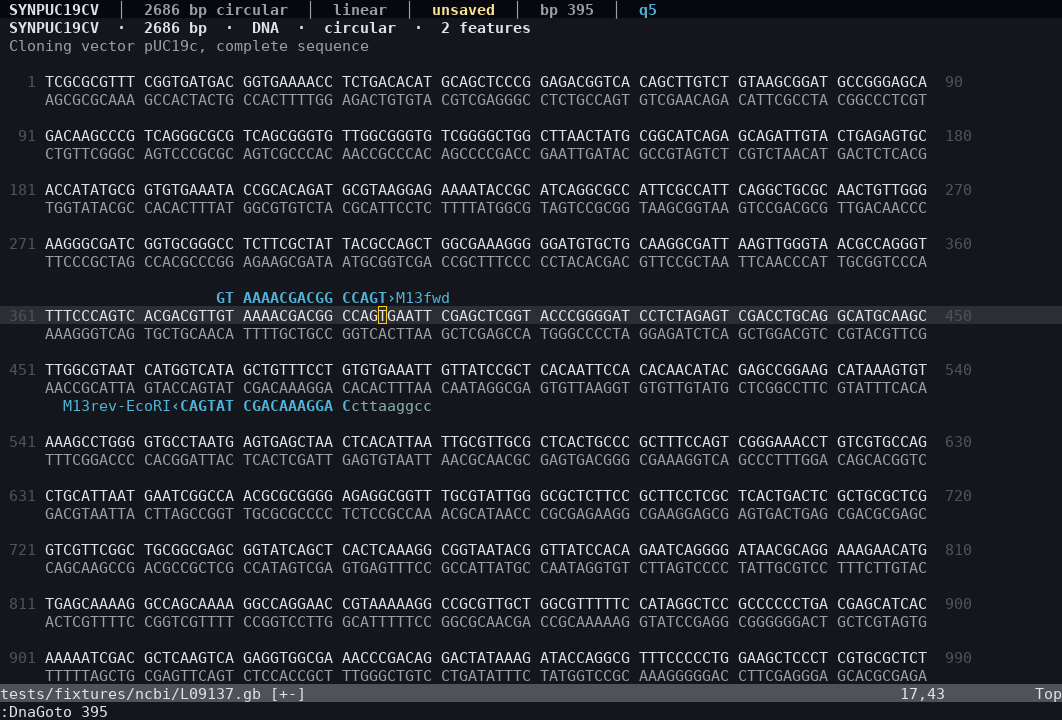 SYNPUC19CV │ 2686 bp circular │ linear │ unsaved │ bp 395 │ q5
SYNPUC19CV · 2686 bp · DNA · circular · 2 features
Cloning vector pUC19c, complete sequence
1 TCGCGCGTTT CGGTGATGAC GGTGAAAACC TCTGACACAT GCAGCTCCCG GAGACGGTCA CAGCTTGTCT GTAAGCGGAT GCCGGGAGCA 90
AGCGCGCAAA GCCACTACTG CCACTTTTGG AGACTGTGTA CGTCGAGGGC CTCTGCCAGT GTCGAACAGA CATTCGCCTA CGGCCCTCGT
91 GACAAGCCCG TCAGGGCGCG TCAGCGGGTG TTGGCGGGTG TCGGGGCTGG CTTAACTATG CGGCATCAGA GCAGATTGTA CTGAGAGTGC 180
CTGTTCGGGC AGTCCCGCGC AGTCGCCCAC AACCGCCCAC AGCCCCGACC GAATTGATAC GCCGTAGTCT CGTCTAACAT GACTCTCACG
181 ACCATATGCG GTGTGAAATA CCGCACAGAT GCGTAAGGAG AAAATACCGC ATCAGGCGCC ATTCGCCATT CAGGCTGCGC AACTGTTGGG 270
TGGTATACGC CACACTTTAT GGCGTGTCTA CGCATTCCTC TTTTATGGCG TAGTCCGCGG TAAGCGGTAA GTCCGACGCG TTGACAACCC
271 AAGGGCGATC GGTGCGGGCC TCTTCGCTAT TACGCCAGCT GGCGAAAGGG GGATGTGCTG CAAGGCGATT AAGTTGGGTA ACGCCAGGGT 360
TTCCCGCTAG CCACGCCCGG AGAAGCGATA ATGCGGTCGA CCGCTTTCCC CCTACACGAC GTTCCGCTAA TTCAACCCAT TGCGGTCCCA
GT AAAACGACGG CCAGT›M13fwd
361 TTTCCCAGTC ACGACGTTGT AAAACGACGG CCAGTGAATT CGAGCTCGGT ACCCGGGGAT CCTCTAGAGT CGACCTGCAG GCATGCAAGC 450
AAAGGGTCAG TGCTGCAACA TTTTGCTGCC GGTCACTTAA GCTCGAGCCA TGGGCCCCTA GGAGATCTCA GCTGGACGTC CGTACGTTCG
451 TTGGCGTAAT CATGGTCATA GCTGTTTCCT GTGTGAAATT GTTATCCGCT CACAATTCCA CACAACATAC GAGCCGGAAG CATAAAGTGT 540
AACCGCATTA GTACCAGTAT CGACAAAGGA CACACTTTAA CAATAGGCGA GTGTTAAGGT GTGTTGTATG CTCGGCCTTC GTATTTCACA
M13rev-EcoRI‹CAGTAT CGACAAAGGA Ccttaaggcc
541 AAAGCCTGGG GTGCCTAATG AGTGAGCTAA CTCACATTAA TTGCGTTGCG CTCACTGCCC GCTTTCCAGT CGGGAAACCT GTCGTGCCAG 630
TTTCGGACCC CACGGATTAC TCACTCGATT GAGTGTAATT AACGCAACGC GAGTGACGGG CGAAAGGTCA GCCCTTTGGA CAGCACGGTC
631 CTGCATTAAT GAATCGGCCA ACGCGCGGGG AGAGGCGGTT TGCGTATTGG GCGCTCTTCC GCTTCCTCGC TCACTGACTC GCTGCGCTCG 720
GACGTAATTA CTTAGCCGGT TGCGCGCCCC TCTCCGCCAA ACGCATAACC CGCGAGAAGG CGAAGGAGCG AGTGACTGAG CGACGCGAGC
721 GTCGTTCGGC TGCGGCGAGC GGTATCAGCT CACTCAAAGG CGGTAATACG GTTATCCACA GAATCAGGGG ATAACGCAGG AAAGAACATG 810
CAGCAAGCCG ACGCCGCTCG CCATAGTCGA GTGAGTTTCC GCCATTATGC CAATAGGTGT CTTAGTCCCC TATTGCGTCC TTTCTTGTAC
811 TGAGCAAAAG GCCAGCAAAA GGCCAGGAAC CGTAAAAAGG CCGCGTTGCT GGCGTTTTTC CATAGGCTCC GCCCCCCTGA CGAGCATCAC 900
ACTCGTTTTC CGGTCGTTTT CCGGTCCTTG GCATTTTTCC GGCGCAACGA CCGCAAAAAG GTATCCGAGG CGGGGGGACT GCTCGTAGTG
901 AAAAATCGAC GCTCAAGTCA GAGGTGGCGA AACCCGACAG GACTATAAAG ATACCAGGCG TTTCCCCCTG GAAGCTCCCT CGTGCGCTCT 990
TTTTTAGCTG CGAGTTCAGT CTCCACCGCT TTGGGCTGTC CTGATATTTC TATGGTCCGC AAAGGGGGAC CTTCGAGGGA GCACGCGAGA
tests/fixtures/ncbi/L09137.gb [+-] 17,43 Top
:DnaGoto 395